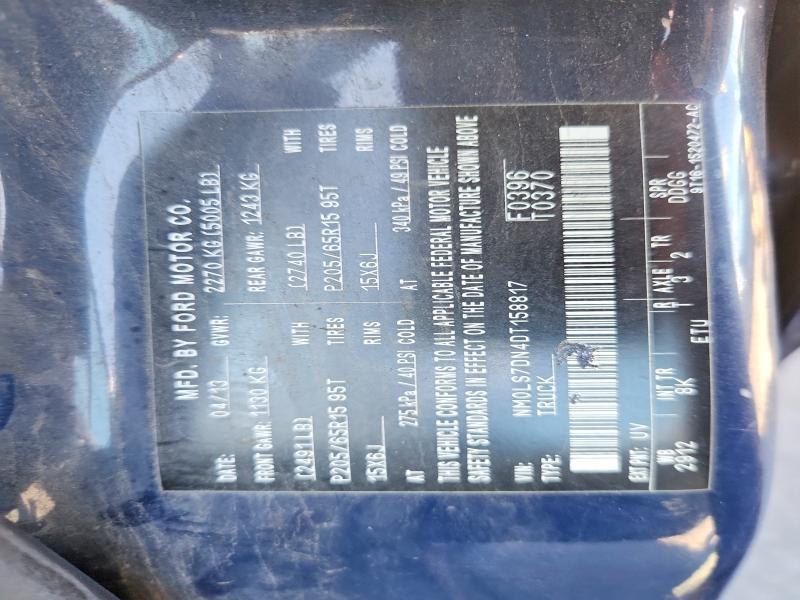 MFD. BY FORD MOTOR CO.
DATE: 04/13 GVWR: 2270 KG (5005 LB)
FRONT GAWR: 1130 KG REAR GAWR: 1243 KG
(2491 LB) WITH (2740 LB) WITH
P205/65R15 95T TIRES P205/65R15 95T TIRES
15X6J RIMS 15X6J RIMS
AT 275 kPa / 40 PSI COLD AT 340 kPa / 49 PSI COLD
THIS VEHICLE CONFORMS TO ALL APPLICABLE FEDERAL MOTOR VEHICLE
SAFETY STANDARDS IN EFFECT ON THE DATE OF MANUFACTURE SHOWN ABOVE
VIN: NM0LS7DN4DT158817 F0396
TYPE: TRUCK T0370
EXT PNT: UV
WB INT TR B AXLE TR SPR
2912 8K 3 2 DDGG
ETU 9T16-1520472-AC